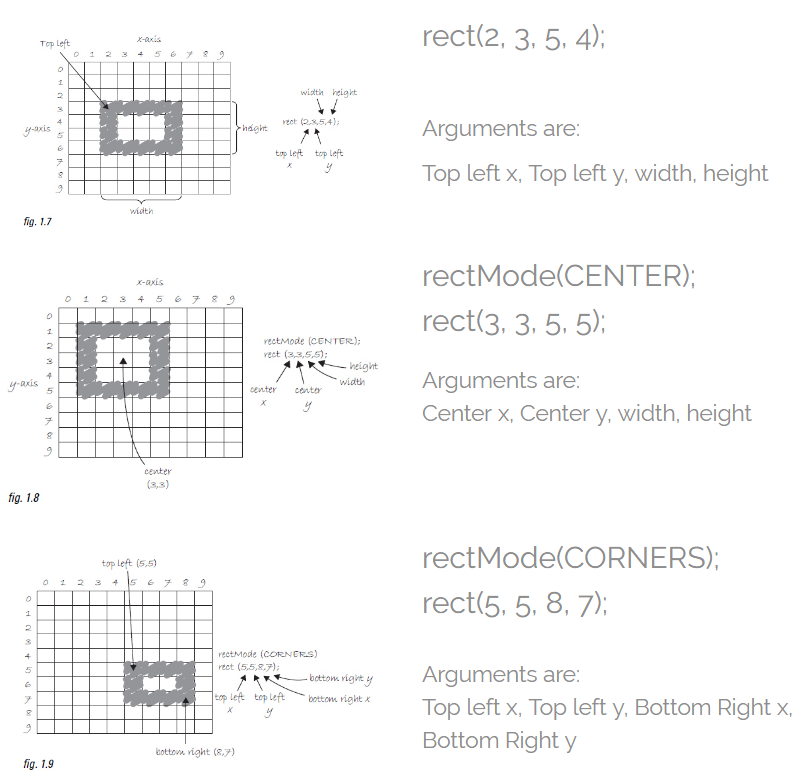 Top left
x-axis
0 1 2 3 4 5 6 7 8 9
0
1
2
3
4
5
6
7
8
9
y-axis
height
width
width height
rect (2,3,5,4);
top left top left
x y
fig. 1.7
rect(2, 3, 5, 4);
Arguments are:
Top left x, Top left y, width, height
x-axis
0 1 2 3 4 5 6 7 8 9
0
1
2
3
4
5
6
7
8
9
y-axis
center
(3,3)
rectMode (CENTER);
rect (3,3,5,5);
height
width
center center
x y
fig. 1.8
rectMode(CENTER);
rect(3, 3, 5, 5);
Arguments are:
Center x, Center y, width, height
top left (5,5)
0 1 2 3 4 5 6 7 8 9
0
1
2
3
4
5
6
7
8
9
rectMode (CORNERS)
rect (5,5,8,7);
bottom right y
bottom right x
top left top left
x y
bottom right (8,7)
fig. 1.9
rectMode(CORNERS);
rect(5, 5, 8, 7);
Arguments are:
Top left x, Top left y, Bottom Right x,
Bottom Right y